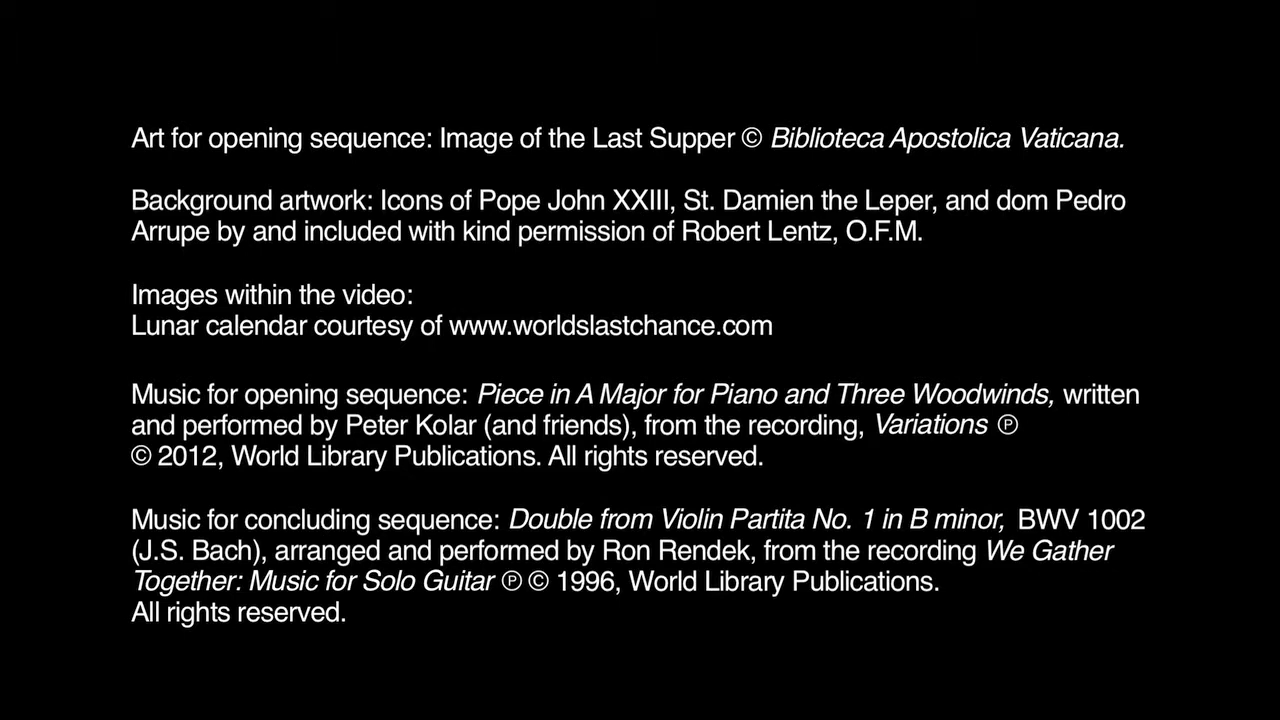 Art for opening sequence: Image of the Last Supper © Biblioteca Apostolica Vaticana.
Background artwork: Icons of Pope John XXIII, St. Damien the Leper, and dom Pedro
Arrupe by and included with kind permission of Robert Lentz, O.F.M.
Images within the video:
Lunar calendar courtesy of www.worldslastchance.com
Music for opening sequence: Piece in A Major for Piano and Three Woodwinds, written
and performed by Peter Kolar (and friends), from the recording, Variations ℗
© 2012, World Library Publications. All rights reserved.
Music for concluding sequence: Double from Violin Partita No. 1 in B minor, BWV 1002
(J.S. Bach), arranged and performed by Ron Rendek, from the recording We Gather
Together: Music for Solo Guitar ℗ © 1996, World Library Publications.
All rights reserved.